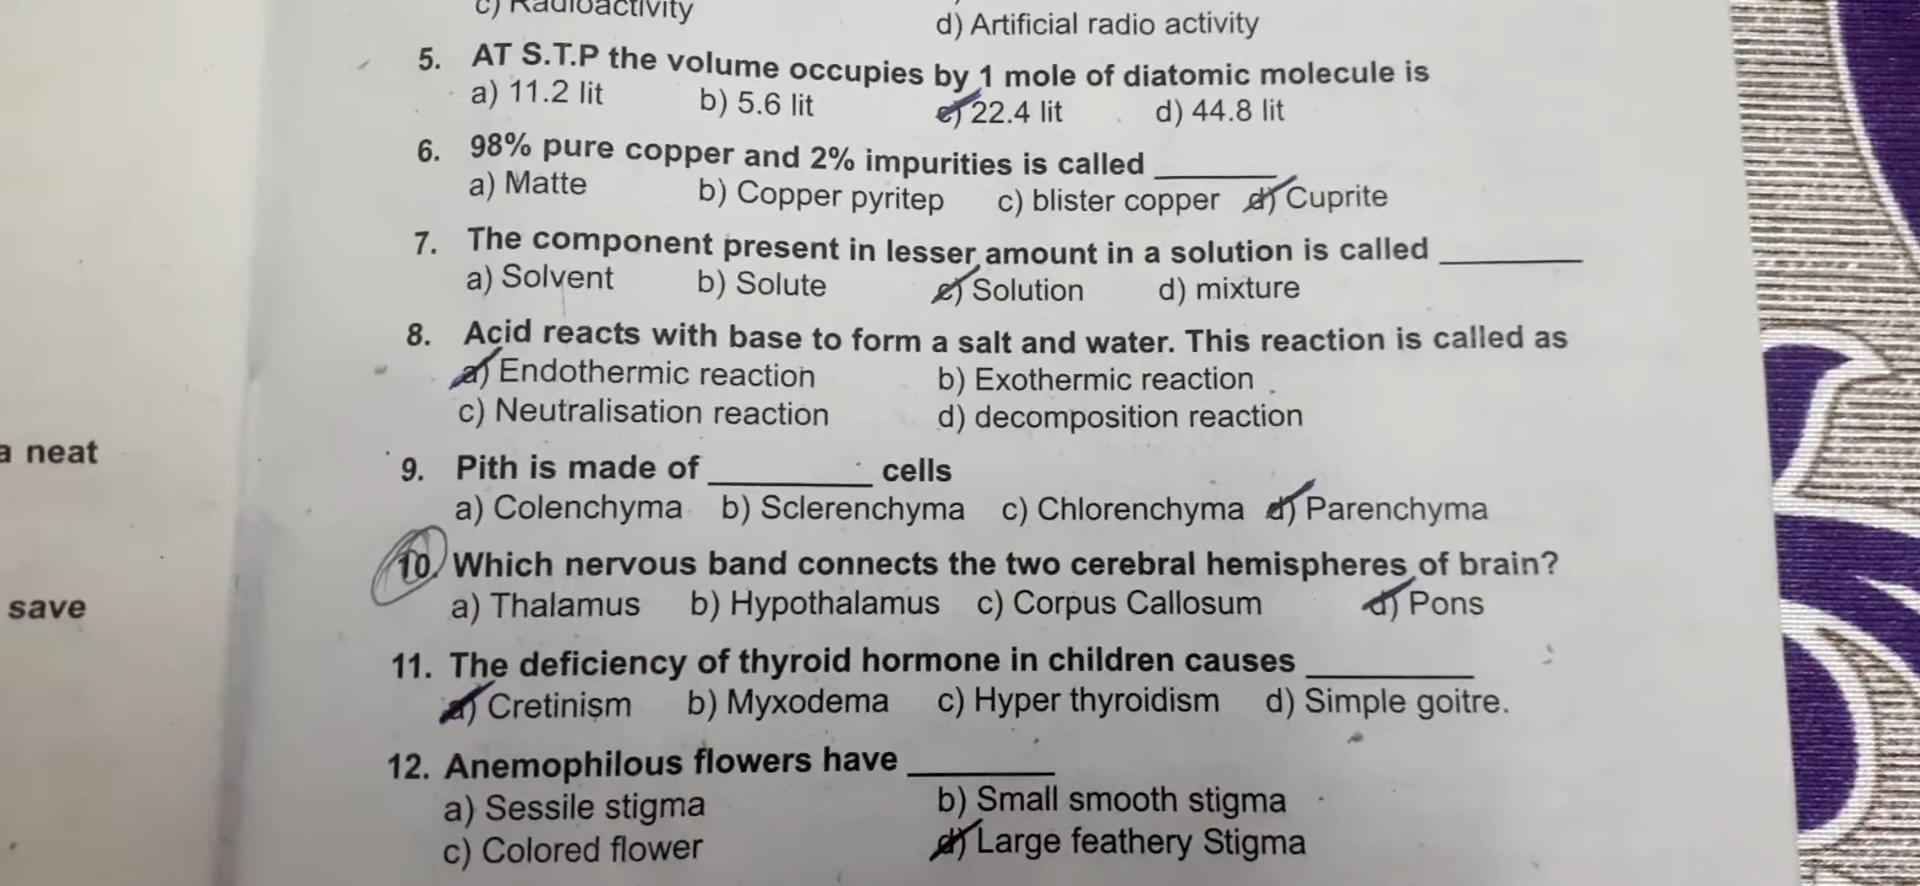 c) Radioactivity
d) Artificial radio activity
5. AT S.T.P the volume occupies by 1 mole of diatomic molecule is
a) 11.2 lit b) 5.6 lit c) 22.4 lit d) 44.8 lit
6. 98% pure copper and 2% impurities is called ______
a) Matte b) Copper pyritep c) blister copper d) Cuprite
7. The component present in lesser amount in a solution is called ______
a) Solvent b) Solute c) Solution d) mixture
8. Acid reacts with base to form a salt and water. This reaction is called as
a) Endothermic reaction b) Exothermic reaction
c) Neutralisation reaction d) decomposition reaction
a neat
9. Pith is made of ______ cells
a) Colenchyma b) Sclerenchyma c) Chlorenchyma d) Parenchyma
10. Which nervous band connects the two cerebral hemispheres of brain?
save
a) Thalamus b) Hypothalamus c) Corpus Callosum d) Pons
11. The deficiency of thyroid hormone in children causes ______
a) Cretinism b) Myxodema c) Hyper thyroidism d) Simple goitre.
12. Anemophilous flowers have ______
a) Sessile stigma b) Small smooth stigma
c) Colored flower d) Large feathery Stigma